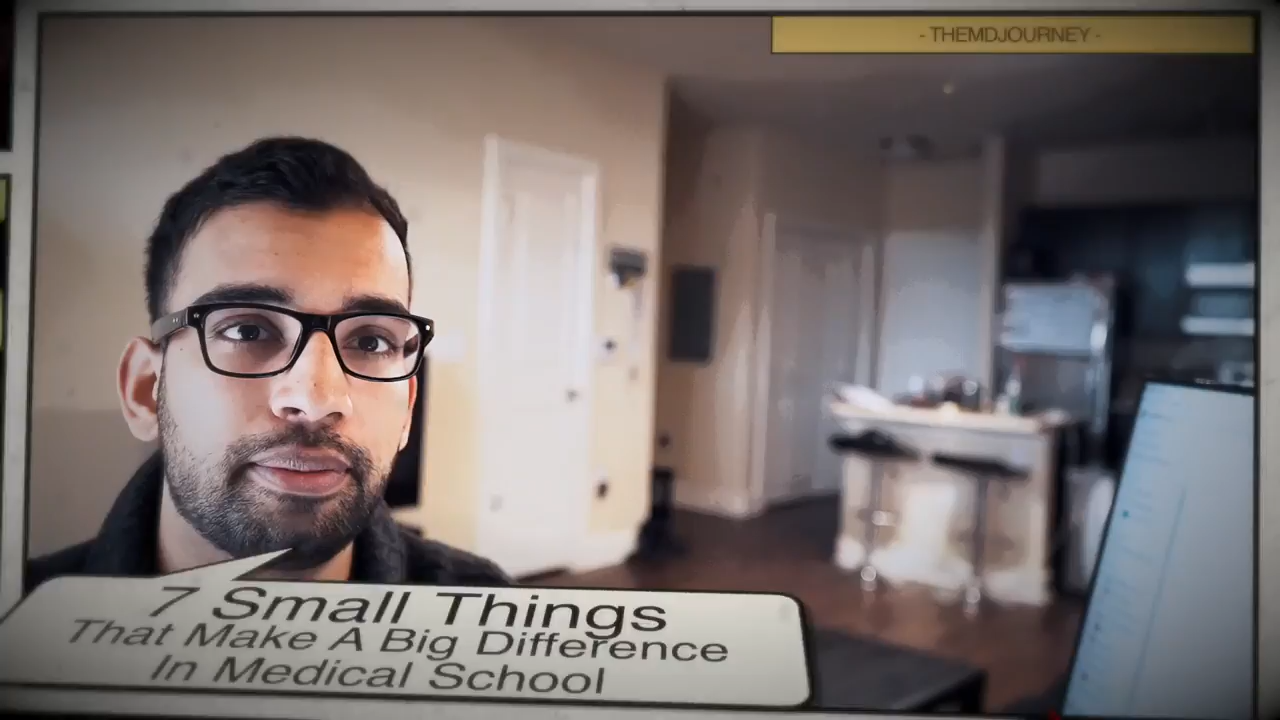 - THEMDJOURNEY -
7 Small Things
That Make A Big Difference
In Medical School